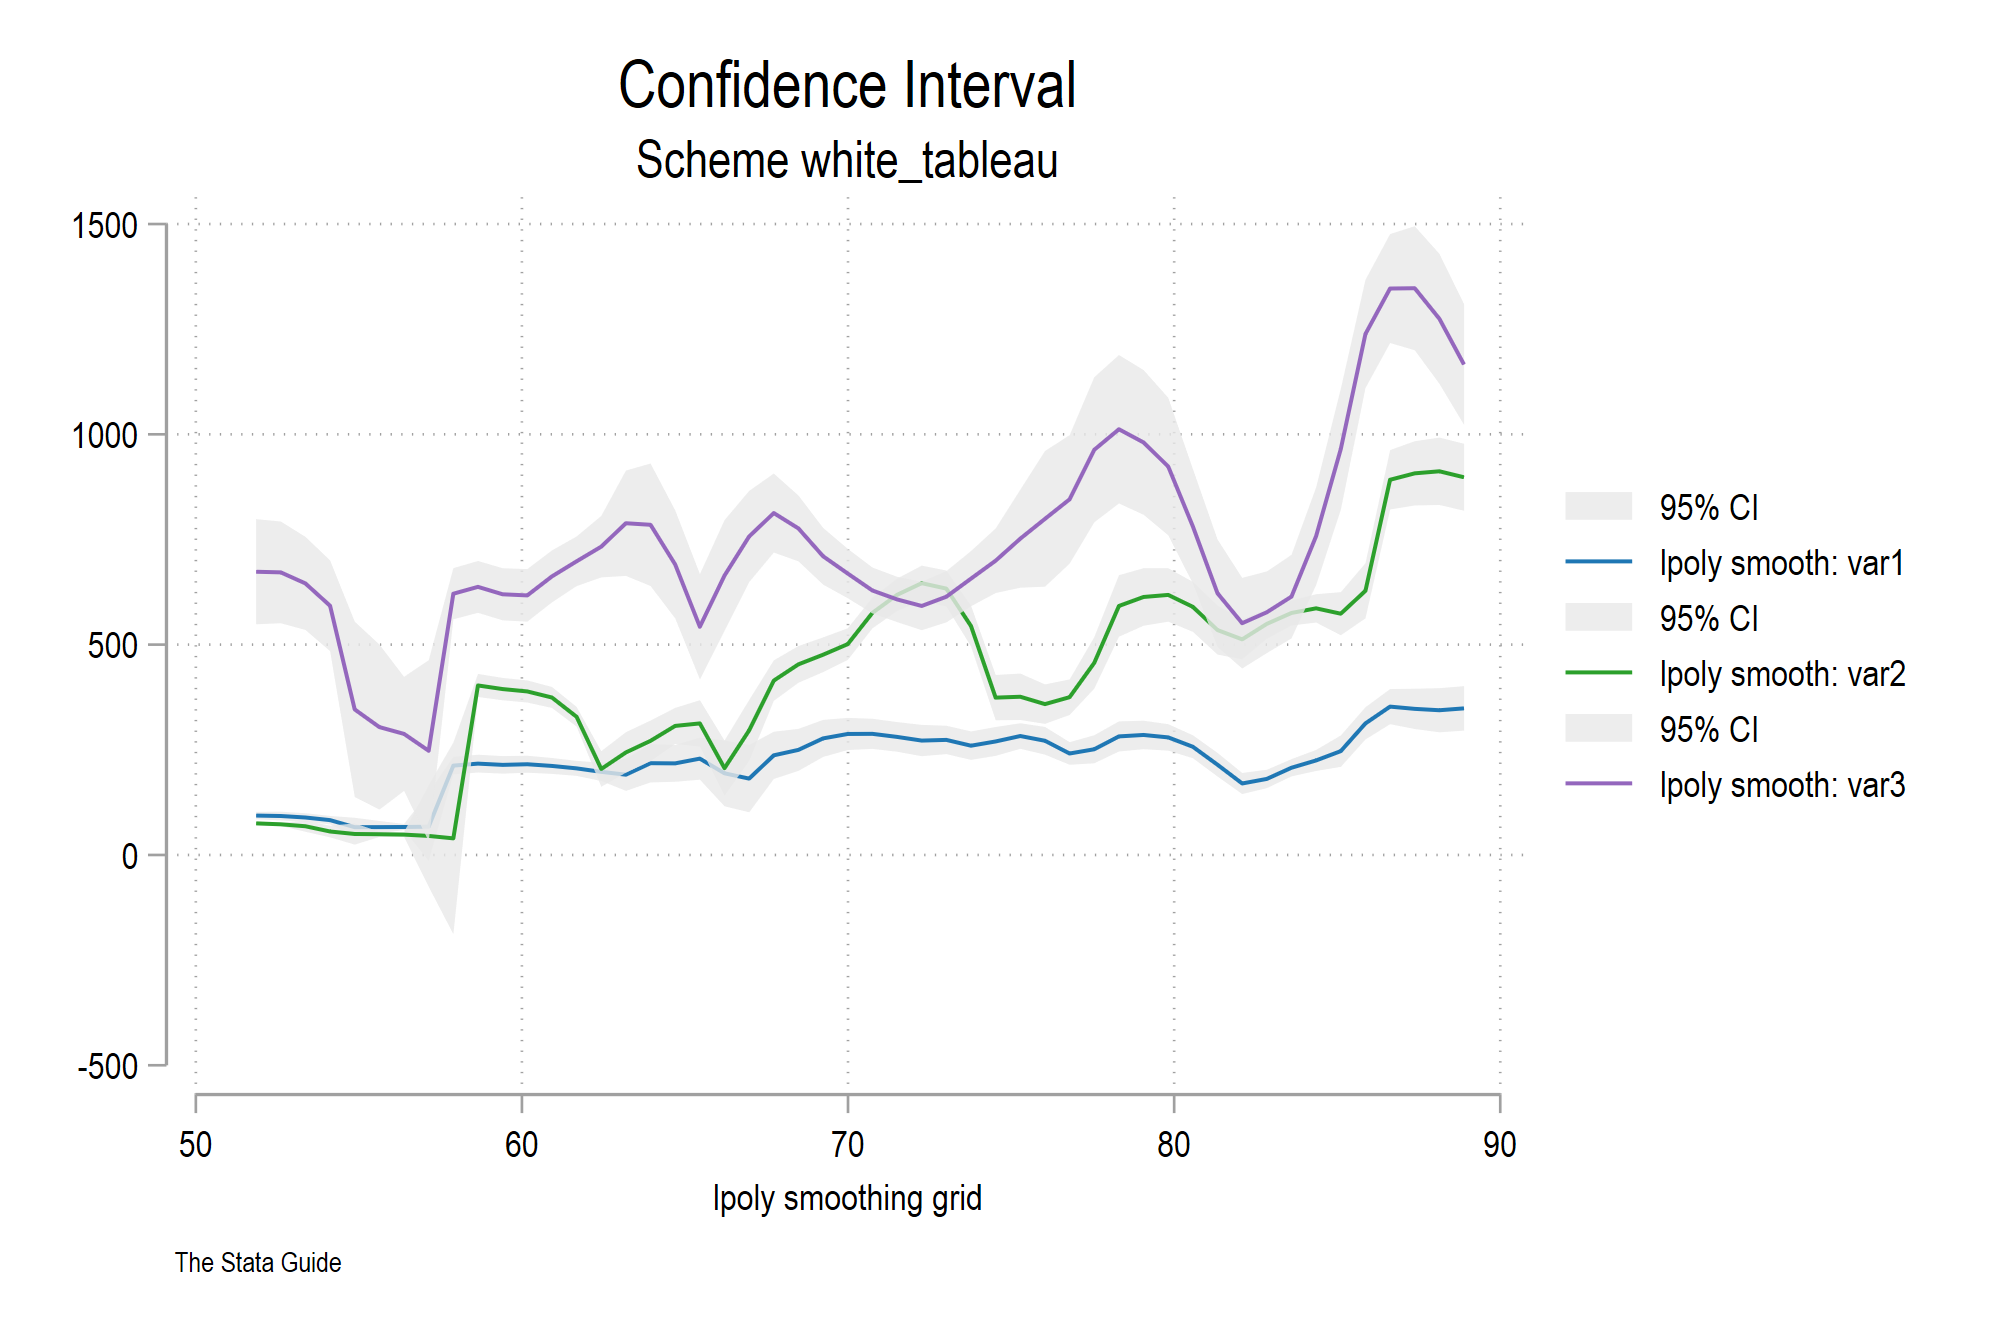 Confidence Interval
Scheme white_tableau
1500
1000
500
0
-500
50 60 70 80 90
lpoly smoothing grid
95% CI
lpoly smooth: var1
95% CI
lpoly smooth: var2
95% CI
lpoly smooth: var3
The Stata Guide